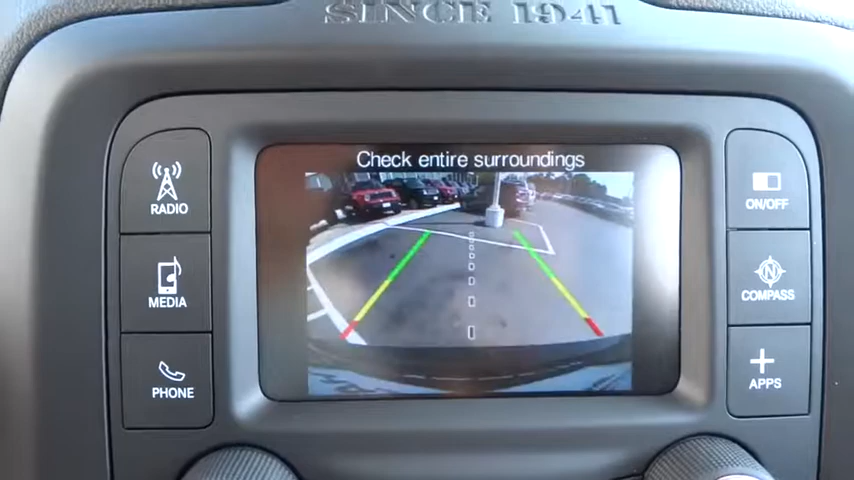 SINCE 1941
Check entire surroundings
RADIO
MEDIA
PHONE
ON/OFF
N
COMPASS
APPS